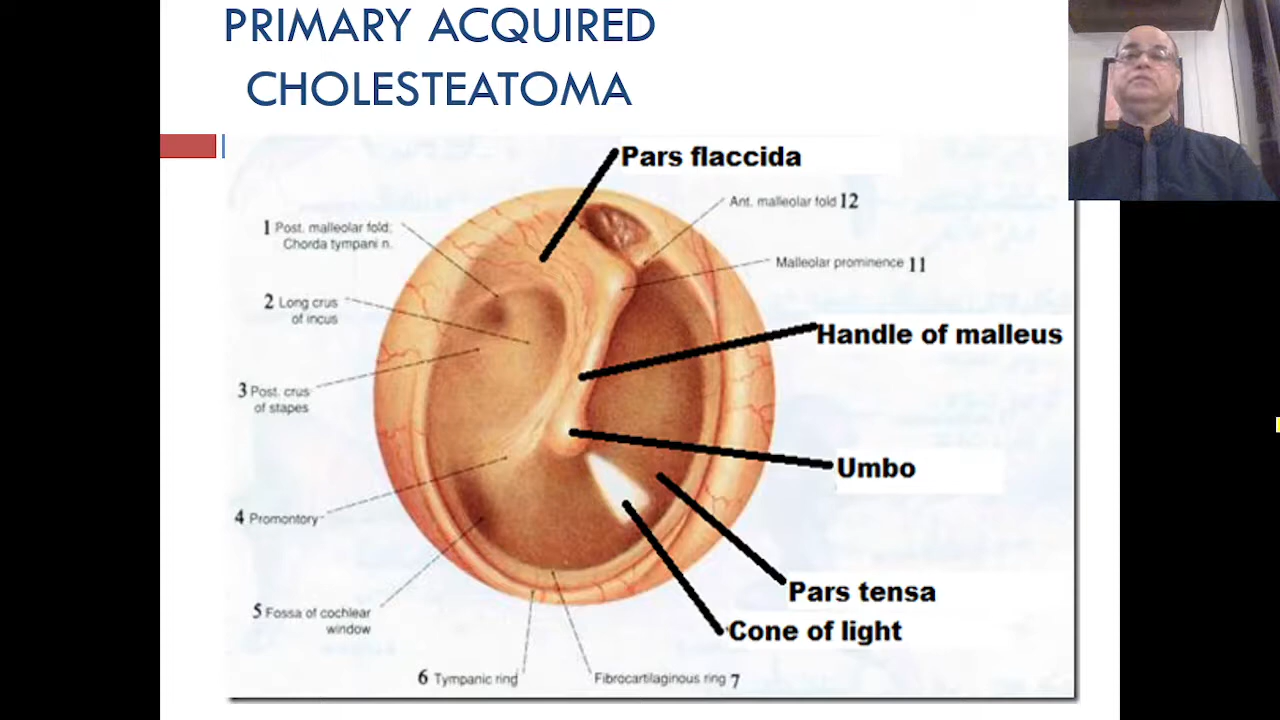 PRIMARY ACQUIRED
CHOLESTEATOMA
Pars flaccida
Ant. malleolar fold 12
1 Post. malleolar fold:
Chorda tympani n.
Malleolar prominence 11
2 Long crus
of incus
Handle of malleus
3 Post. crus
of stapes
Umbo
4 Promontory
Pars tensa
5 Fossa of cochlear
window
Cone of light
6 Tympanic ring
Fibrocartilaginous ring 7